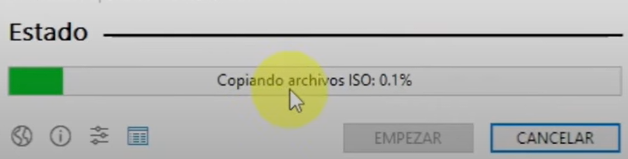 Estado
Copiando archivos ISO: 0.1%
EMPEZAR
CANCELAR